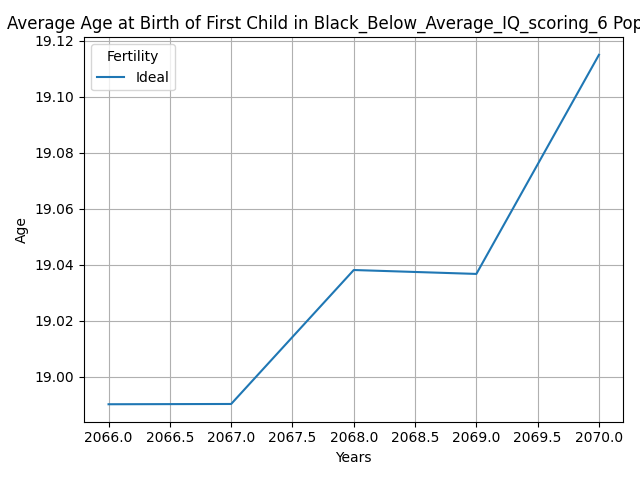 Average Age at Birth of First Child in Black_Below_Average_IQ_scoring_6 Pop
19.12
19.10
19.08
19.06
19.04
19.02
19.00
Age
Fertility
Ideal
2066.0 2066.5 2067.0 2067.5 2068.0 2068.5 2069.0 2069.5 2070.0
Years